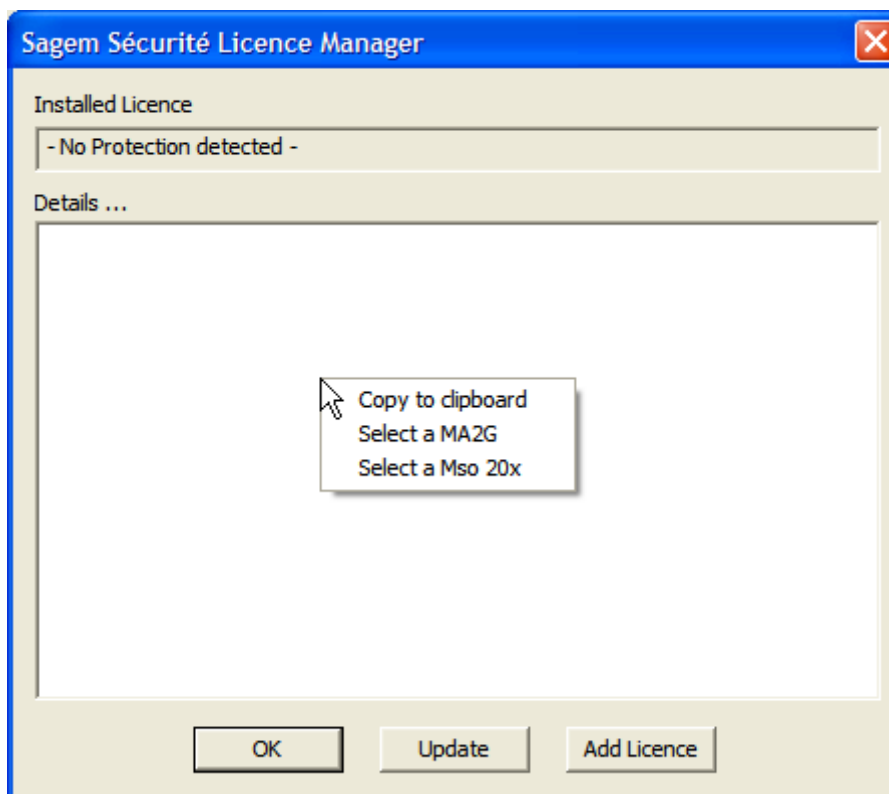 Sagem Sécurité Licence Manager
Installed Licence
- No Protection detected -
Details ...
Copy to clipboard
Select a MA2G
Select a Mso 20x
OK
Update
Add Licence